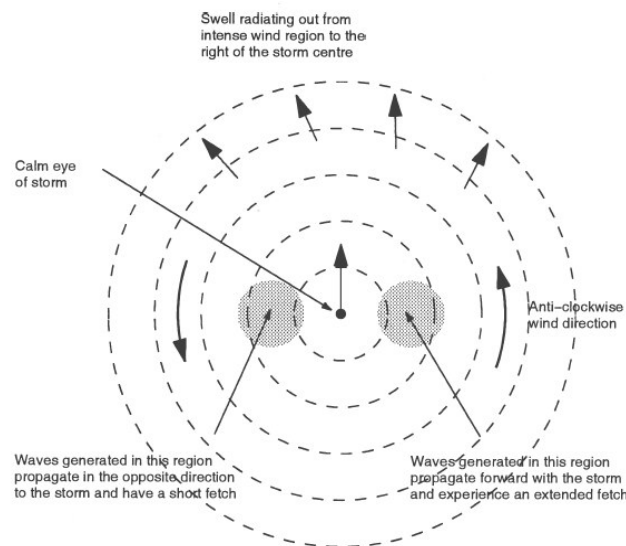 Swell radiating out from
intense wind region to the
right of the storm centre
Calm eye
of storm
Anti-clockwise
wind direction
Waves generated in this region
propagate in the opposite direction
to the storm and have a short fetch
Waves generated in this region
propagate forward with the storm
and experience an extended fetch